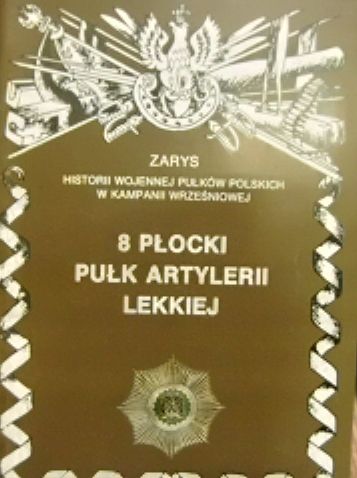 ZARYS
HISTORII WOJENNEJ PUŁKÓW POLSKICH
W KAMPANII WRZEŚNIOWEJ
8 PŁOCKI
PUŁK ARTYLERII
LEKKIEJ